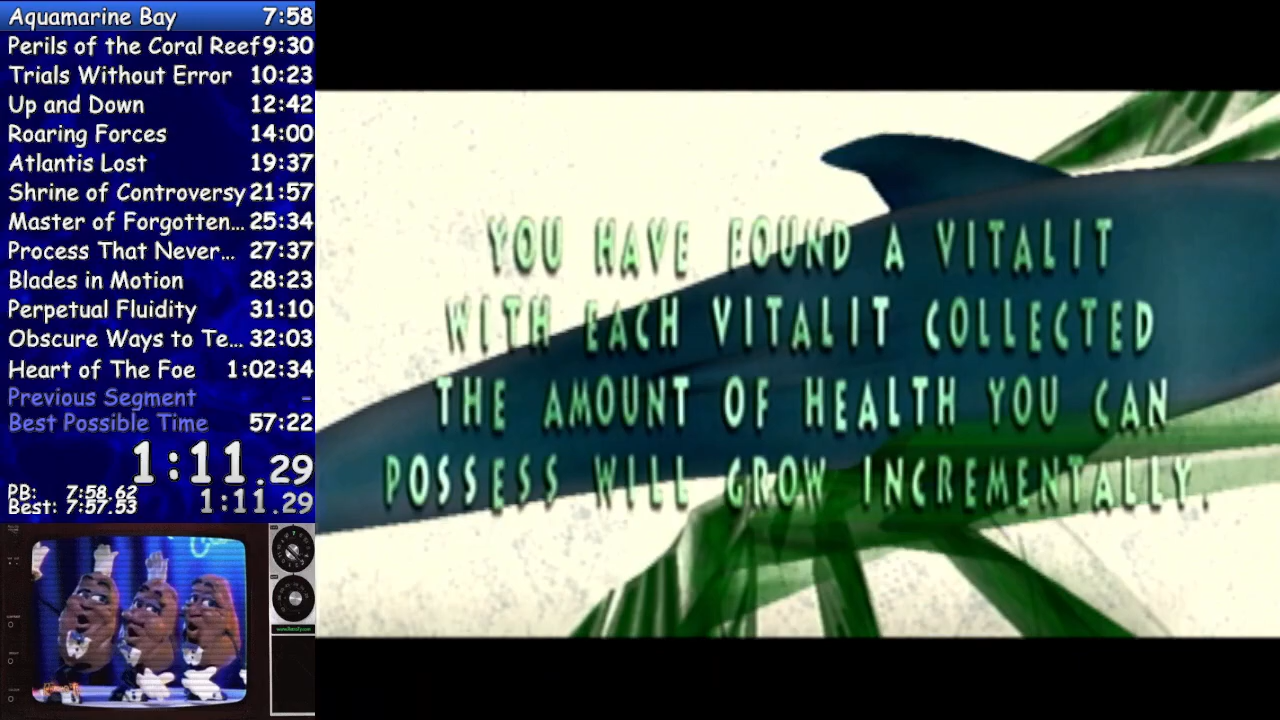 Aquamarine Bay 7:58
Perils of the Coral Reef 9:30
Trials Without Error 10:23
Up and Down 12:42
Roaring Forces 14:00
Atlantis Lost 19:37
Shrine of Controversy 21:57
Master of Forgotten... 25:34
Process That Never... 27:37
Blades in Motion 28:23
Perpetual Fluidity 31:10
Obscure Ways to Te... 32:03
Heart of The Foe 1:02:34
Previous Segment -
Best Possible Time 57:22
1:11.29
PB: 7:58.62
Best: 7:57.53 1:11.29
YOU HAVE FOUND A VITALIT
WITH EACH VITALIT COLLECTED
THE AMOUNT OF HEALTH YOU CAN
POSSESS WILL GROW INCREMENTALLY.